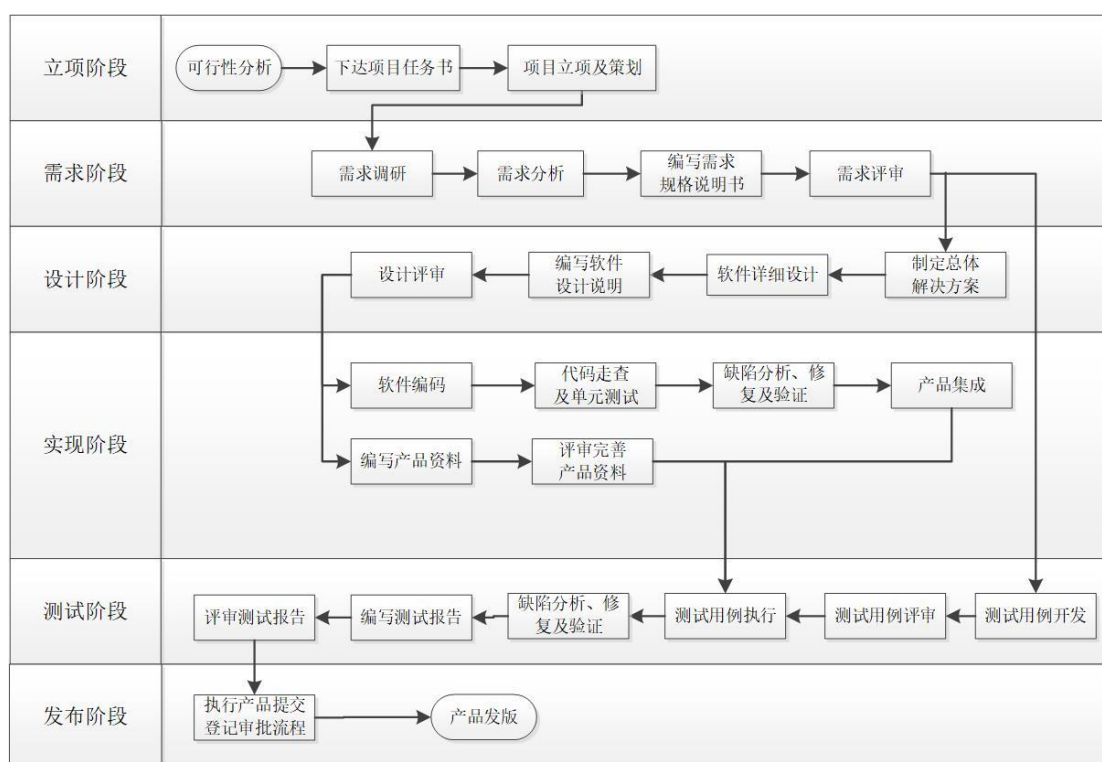 立项阶段
可行性分析
下达项目任务书
项目立项及策划
需求阶段
需求调研
需求分析
编写需求
规格说明书
需求评审
设计阶段
设计评审
编写软件
设计说明
软件详细设计
制定总体
解决方案
实现阶段
软件编码
代码走查
及单元测试
缺陷分析、修
复及验证
产品集成
编写产品资料
评审完善
产品资料
测试阶段
评审测试报告
编写测试报告
缺陷分析、修
复及验证
测试用例执行
测试用例评审
测试用例开发
发布阶段
执行产品提交
登记审批流程
产品发版